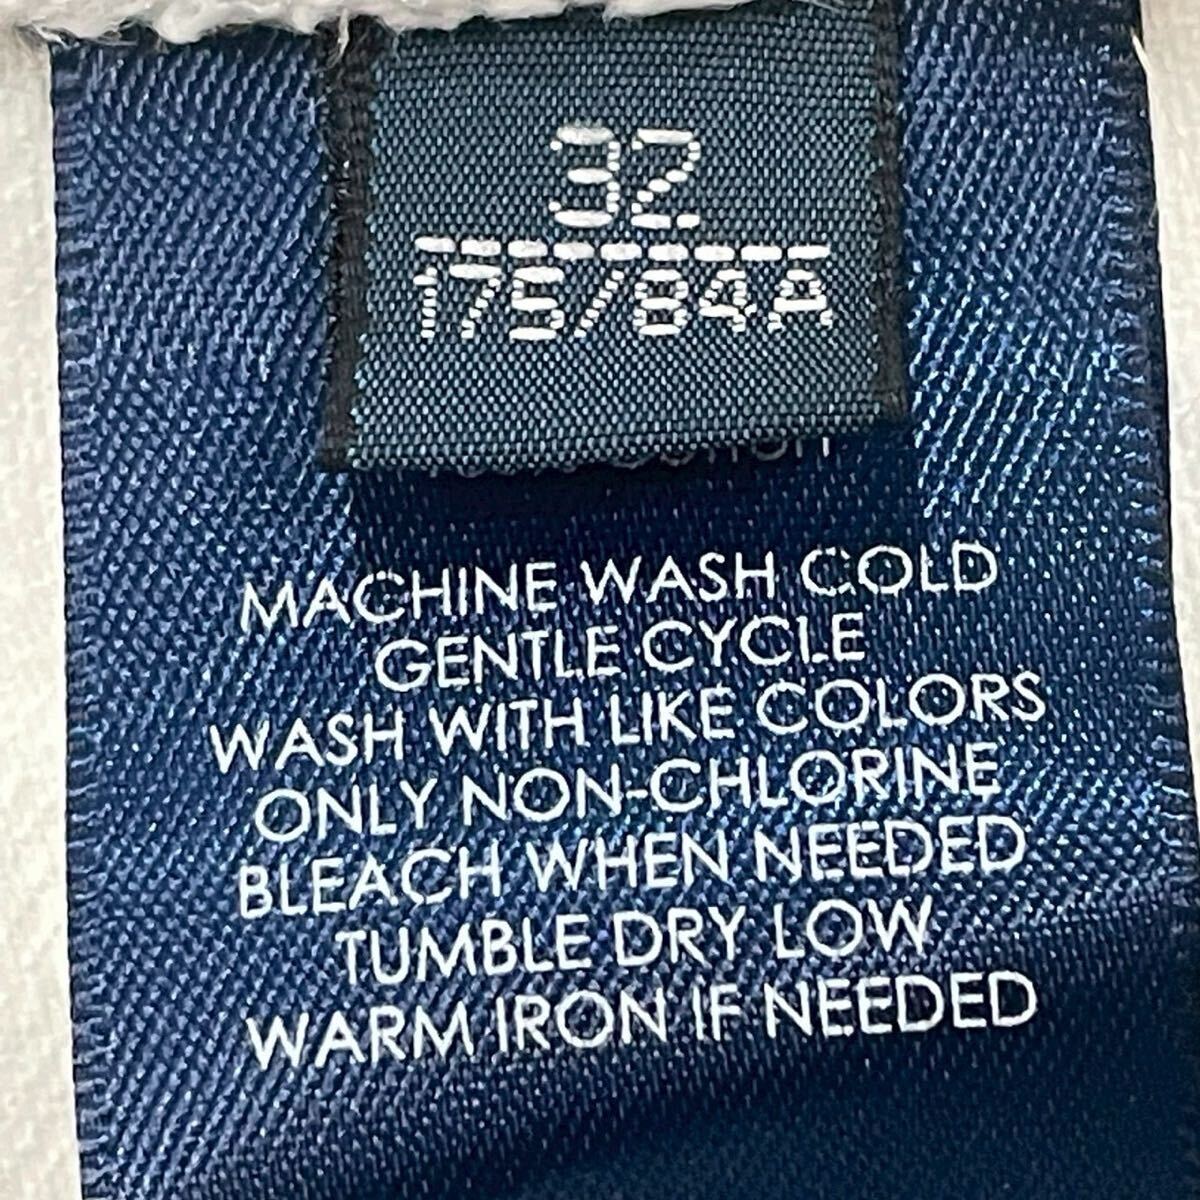 32
175/84A
MACHINE WASH COLD
GENTLE CYCLE
WASH WITH LIKE COLORS
ONLY NON-CHLORINE
BLEACH WHEN NEEDED
TUMBLE DRY LOW
WARM IRON IF NEEDED